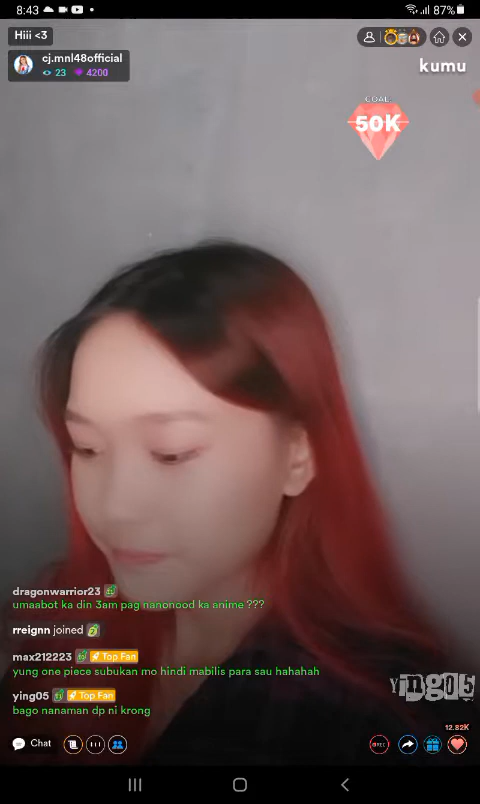 8:43
87%
Hiii <3
cj.mnl48official
23 4200
kumu
GOAL
50K
dragonwarrior23
umaabot ka din 3am pag nanonood ka anime ???
rreignn joined
max212223 Top Fan
yung one piece subukan mo hindi mabilis para sau hahahah
ying05 Top Fan
bago nanaman dp ni krong
Ying05
12.82K
Chat
REC